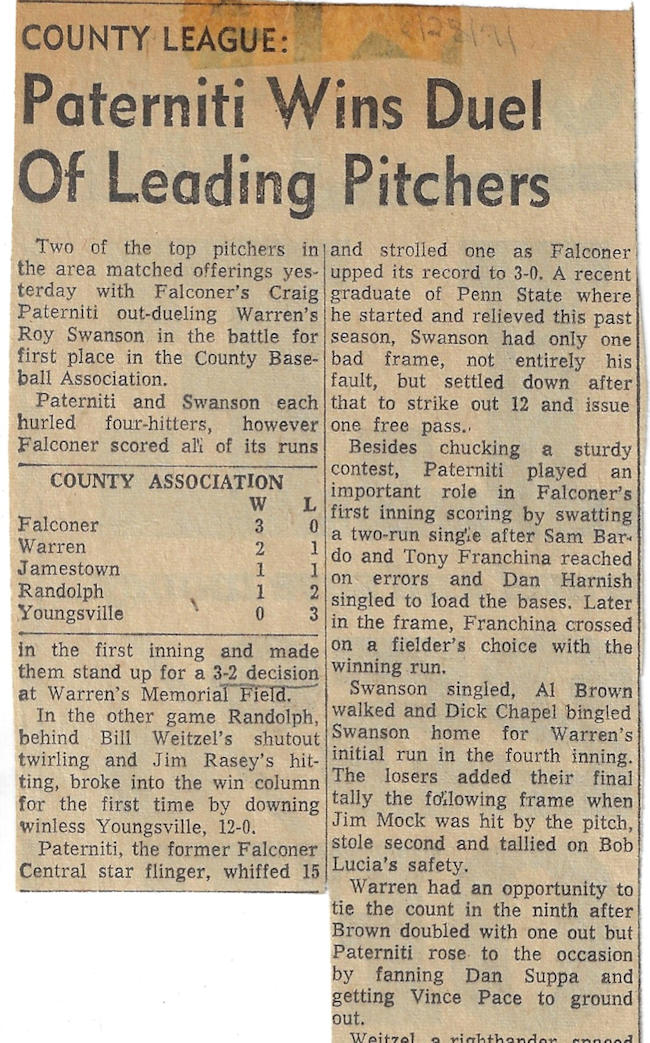 COUNTY LEAGUE:
Paterniti Wins Duel
Of Leading Pitchers
Two of the top pitchers in
the area matched offerings yes-
terday with Falconer's Craig
Paterniti out-dueling Warren's
Roy Swanson in the battle for
first place in the County Base-
ball Association.
Paterniti and Swanson each
hurled four-hitters, however
Falconer scored all of its runs
COUNTY ASSOCIATION
W L
Falconer 3 0
Warren 2 1
Jamestown 1 1
Randolph 1 2
Youngsville 0 3
in the first inning and made
them stand up for a 3-2 decision
at Warren's Memorial Field.
In the other game Randolph,
behind Bill Weitzel's shutout
twirling and Jim Rasey's hit-
ting, broke into the win column
for the first time by downing
winless Youngsville, 12-0.
Paterniti, the former Falconer
Central star flinger, whiffed 15
and strolled one as Falconer
upped its record to 3-0. A recent
graduate of Penn State where
he started and relieved this past
season, Swanson had only one
bad frame, not entirely his
fault, but settled down after
that to strike out 12 and issue
one free pass.
Besides chucking a sturdy
contest, Paterniti played an
important role in Falconer's
first inning scoring by swatting
a two-run single after Sam Bar-
do and Tony Franchina reached
on errors and Dan Harnish
singled to load the bases. Later
in the frame, Franchina crossed
on a fielder's choice with the
winning run.
Swanson singled, Al Brown
walked and Dick Chapel bingled
Swanson home for Warren's
initial run in the fourth inning.
The losers added their final
tally the following frame when
Jim Mock was hit by the pitch,
stole second and tallied on Bob
Lucia's safety.
Warren had an opportunity to
tie the count in the ninth after
Brown doubled with one out but
Paterniti rose to the occasion
by fanning Dan Suppa and
getting Vince Pace to ground
out.
Weitzel, a righthander, spaced